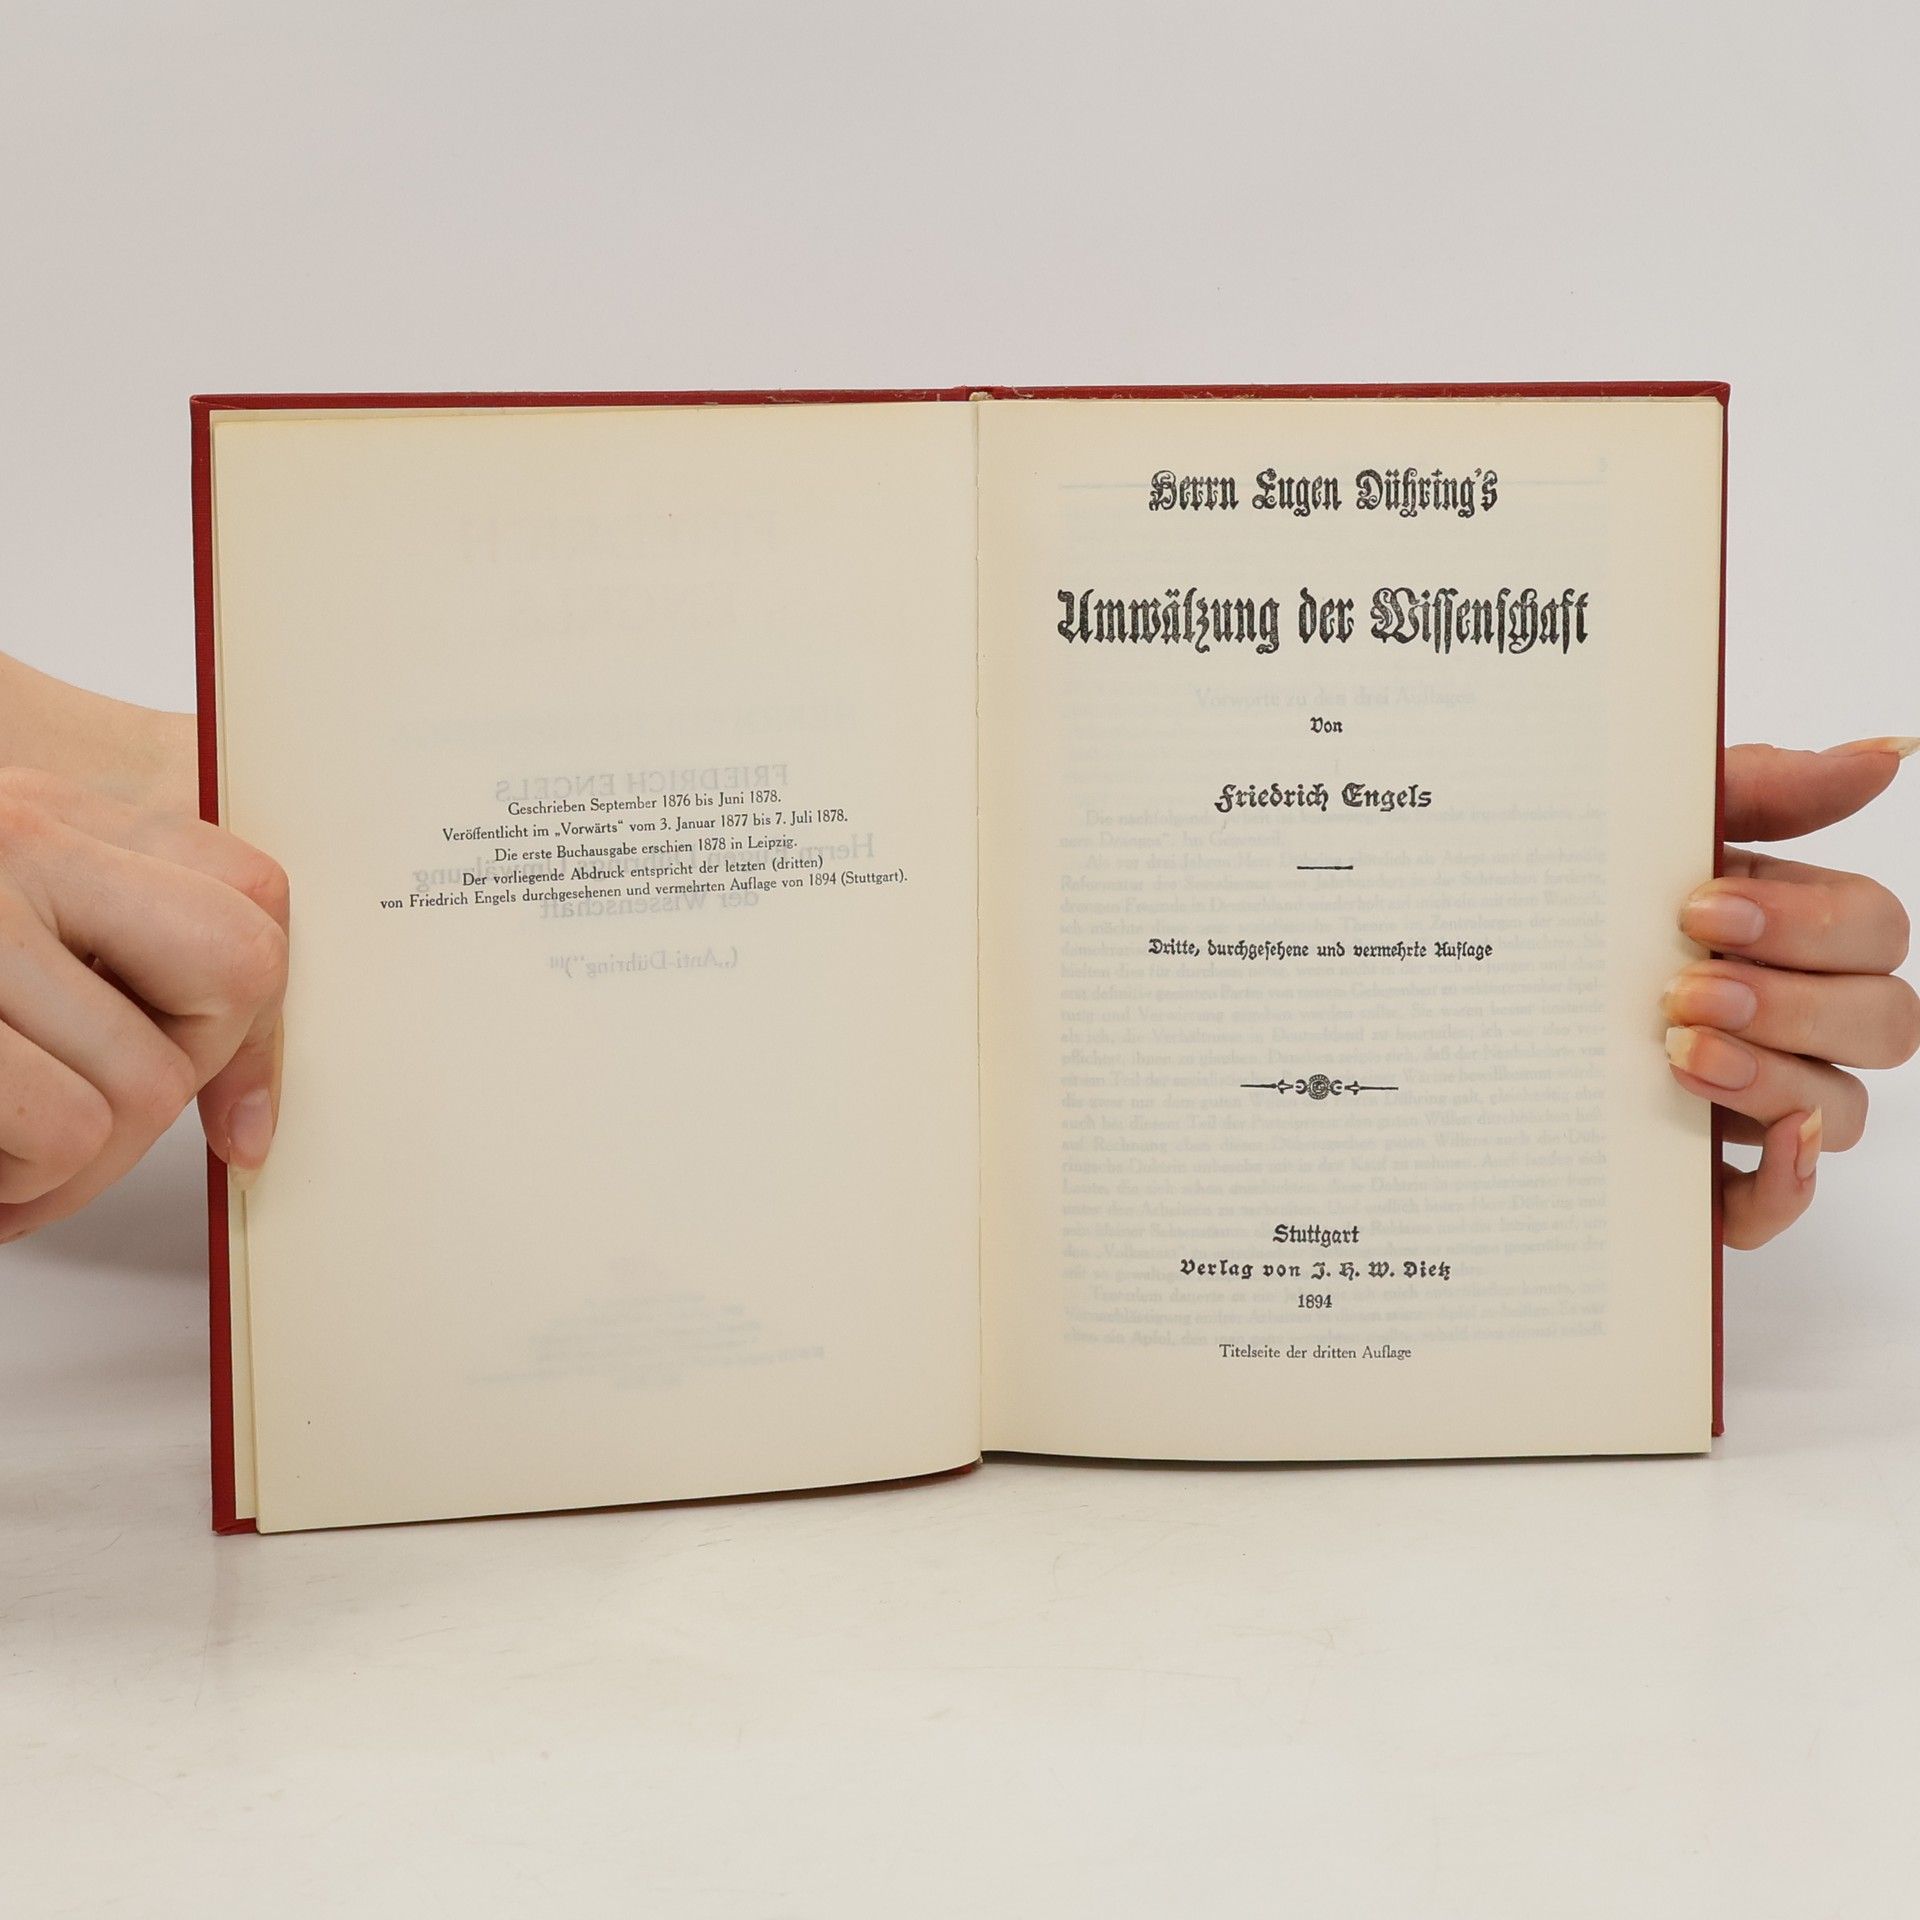 Geschrieben September 1876 bis Juni 1878.
Veröffentlicht im „Vorwärts“ vom 3. Januar 1877 bis 7. Juli 1878.
Die erste Buchausgabe erschien 1878 in Leipzig.
Der vorliegende Abdruck entspricht der letzten (dritten)
von Friedrich Engels durchgesehenen und vermehrten Auflage von 1894 (Stuttgart).
Herrn Eugen Dühring's
Umwälzung der Wissenschaft
Von
Friedrich Engels
Dritte, durchgesehene und vermehrte Auflage
Stuttgart
Verlag von J. H. W. Dietz
1894
Titelseite der dritten Auflage